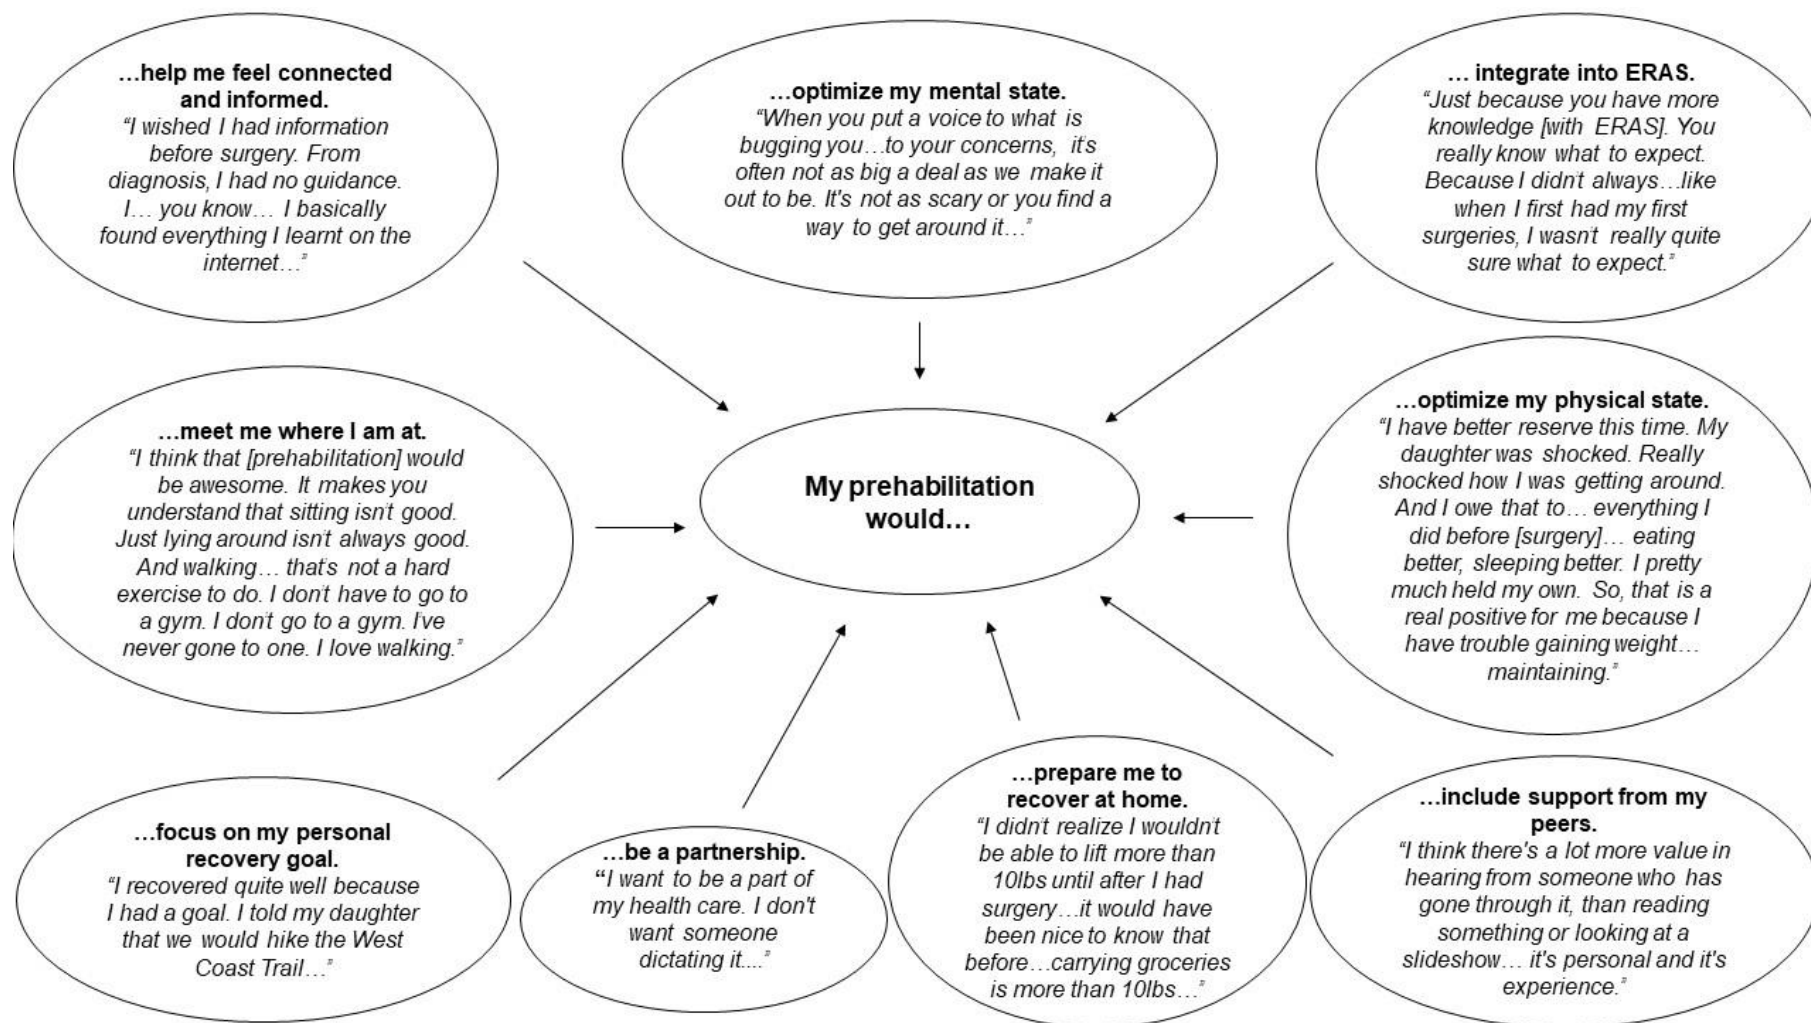 …help me feel connected
and informed.
"I wished I had information
before surgery. From
diagnosis, I had no guidance.
I… you know… I basically
found everything I learnt on the
internet…"
…optimize my mental state.
"When you put a voice to what is
bugging you…to your concerns, it's
often not as big a deal as we make it
out to be. It's not as scary or you find a
way to get around it…"
… integrate into ERAS.
"Just because you have more
knowledge [with ERAS]. You
really know what to expect.
Because I didn't always…like
when I first had my first
surgeries, I wasn't really quite
sure what to expect."
…meet me where I am at.
"I think that [prehabilitation] would
be awesome. It makes you
understand that sitting isn't good.
Just lying around isn't always good.
And walking… that's not a hard
exercise to do. I don't have to go to
a gym. I don't go to a gym. I've
never gone to one. I love walking."
My prehabilitation
would…
…optimize my physical state.
"I have better reserve this time. My
daughter was shocked. Really
shocked how I was getting around.
And I owe that to… everything I
did before [surgery]… eating
better, sleeping better. I pretty
much held my own. So, that is a
real positive for me because I
have trouble gaining weight…
maintaining."
…focus on my personal
recovery goal.
"I recovered quite well because
I had a goal. I told my daughter
that we would hike the West
Coast Trail…"
…be a partnership.
"I want to be a part of
my health care. I don't
want someone
dictating it...."
…prepare me to
recover at home.
"I didn't realize I wouldn't
be able to lift more than
10lbs until after I had
surgery…it would have
been nice to know that
before…carrying groceries
is more than 10lbs…"
…include support from my
peers.
"I think there's a lot more value in
hearing from someone who has
gone through it, than reading
something or looking at a
slideshow… it's personal and it's
experience."